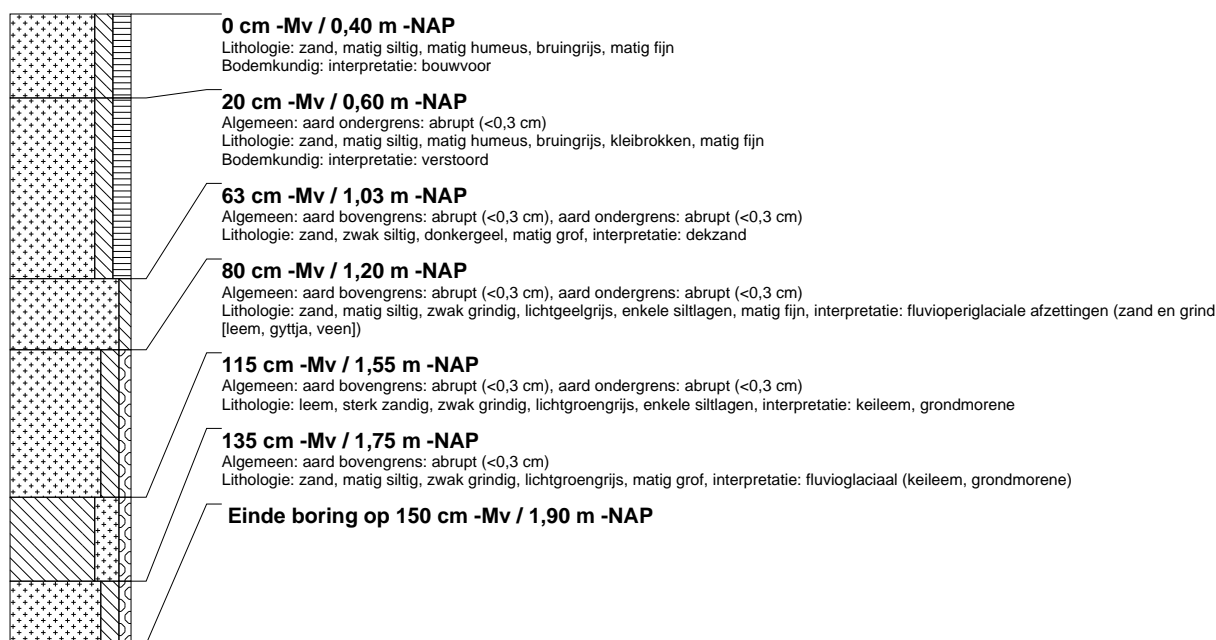 0 cm -Mv / 0,40 m -NAP
Lithologie: zand, matig siltig, matig humeus, bruingrijs, matig fijn
Bodemkundig: interpretatie: bouwvoor
20 cm -Mv / 0,60 m -NAP
Algemeen: aard ondergrens: abrupt (<0,3 cm)
Lithologie: zand, matig siltig, matig humeus, bruingrijs, kleibrokken, matig fijn
Bodemkundig: interpretatie: verstoord
63 cm -Mv / 1,03 m -NAP
Algemeen: aard bovengrens: abrupt (<0,3 cm), aard ondergrens: abrupt (<0,3 cm)
Lithologie: zand, zwak siltig, donkergeel, matig grof, interpretatie: dekzand
80 cm -Mv / 1,20 m -NAP
Algemeen: aard bovengrens: abrupt (<0,3 cm), aard ondergrens: abrupt (<0,3 cm)
Lithologie: zand, matig siltig, zwak grindig, lichtgeelgrijs, enkele siltlagen, matig fijn, interpretatie: fluvioperiglaciale afzettingen (zand en grind
[leem, gyttja, veen])
115 cm -Mv / 1,55 m -NAP
Algemeen: aard bovengrens: abrupt (<0,3 cm), aard ondergrens: abrupt (<0,3 cm)
Lithologie: leem, sterk zandig, zwak grindig, lichtgroengrijs, enkele siltlagen, interpretatie: keileem, grondmorene
135 cm -Mv / 1,75 m -NAP
Algemeen: aard bovengrens: abrupt (<0,3 cm)
Lithologie: zand, matig siltig, zwak grindig, lichtgroengrijs, matig grof, interpretatie: fluvioglaciaal (keileem, grondmorene)
Einde boring op 150 cm -Mv / 1,90 m -NAP